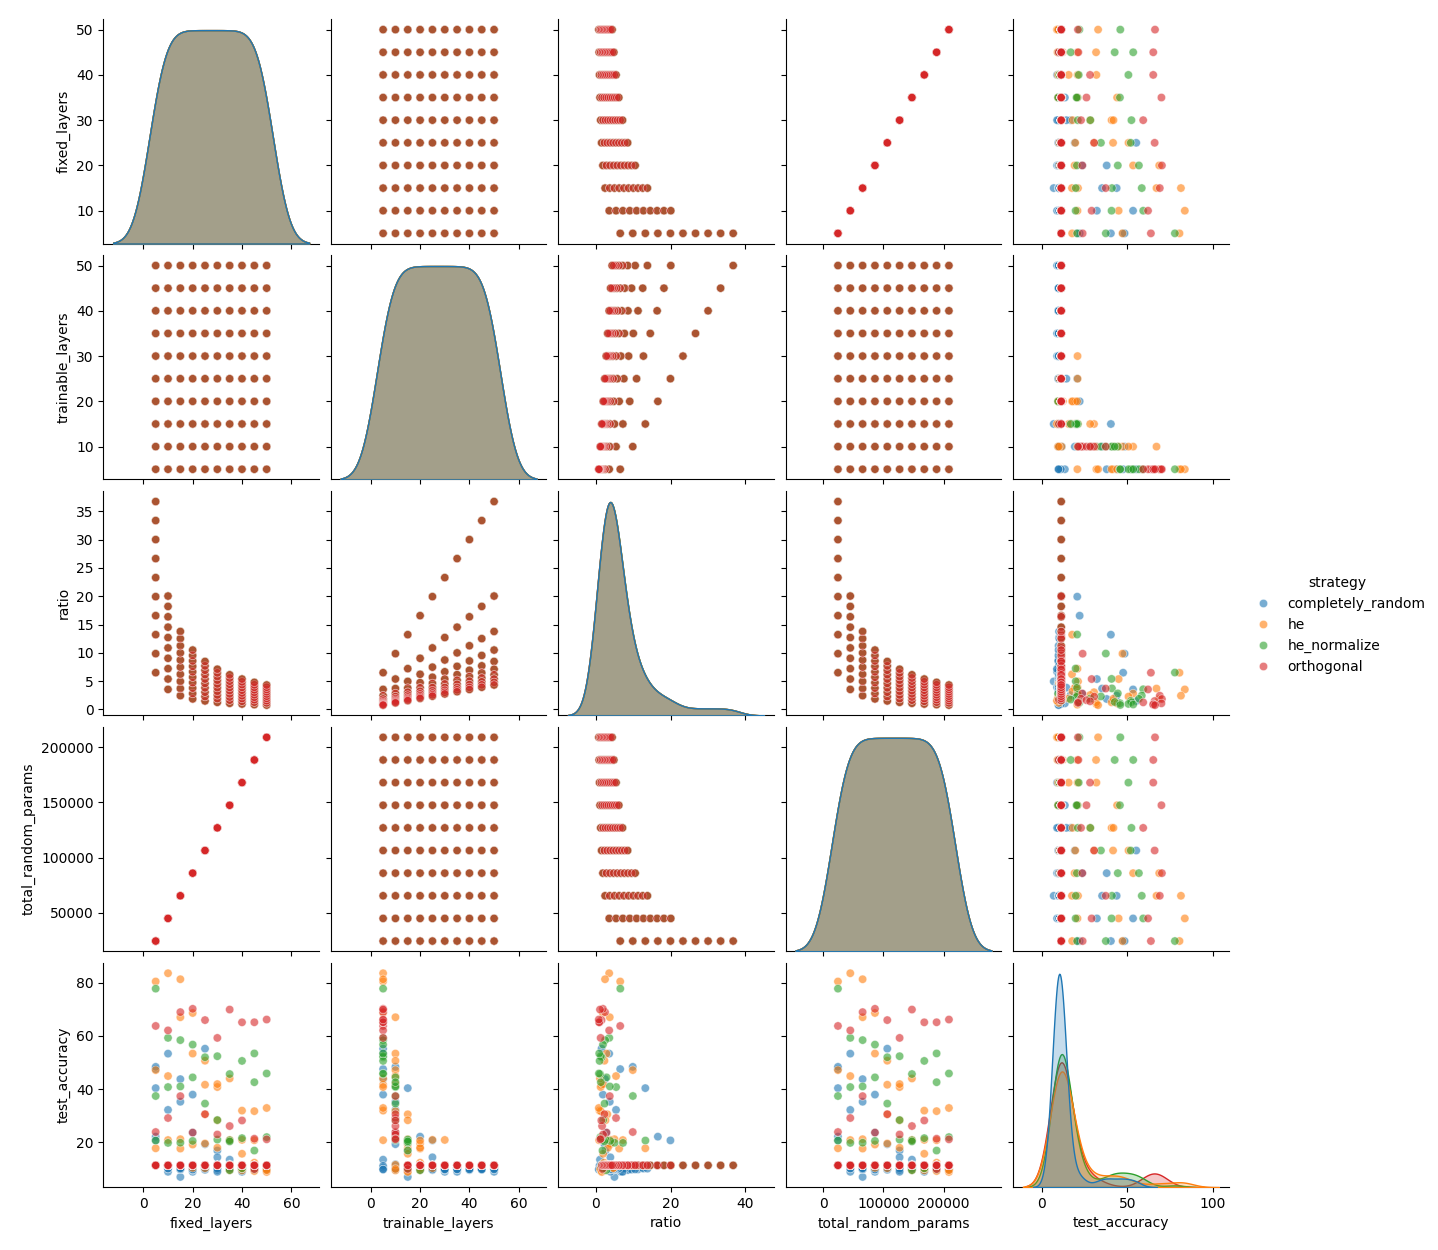 50
40
30
20
10
fixed_layers
50
40
30
20
10
trainable_layers
35
30
25
20
15
10
5
0
ratio
strategy
completely_random
he
he_normalize
orthogonal
200000
150000
100000
50000
total_random_params
80
60
40
20
test_accuracy
0 20 40 60
fixed_layers
0 20 40 60
trainable_layers
0 20 40
ratio
0 100000 200000
total_random_params
0 50 100
test_accuracy